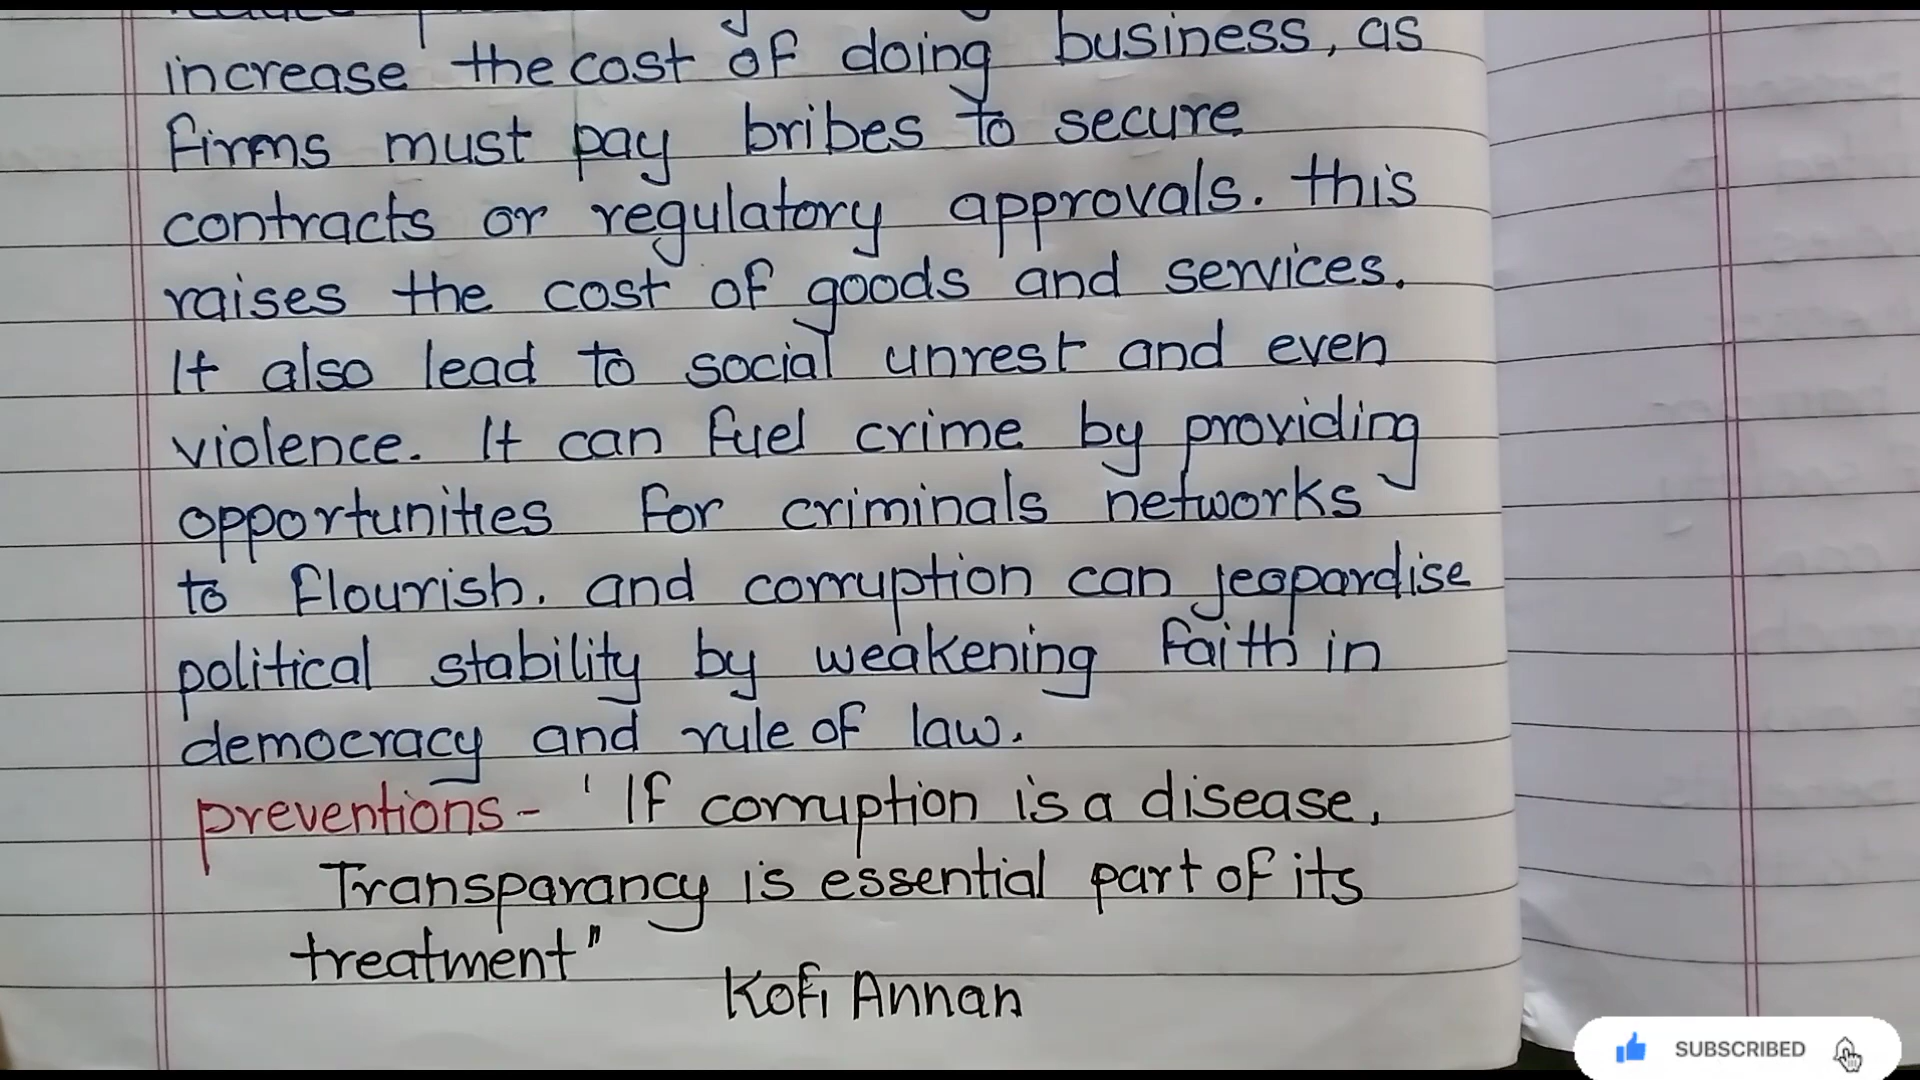 increase the cost of doing business, as
firms must pay bribes to secure
contracts or regulatory approvals. this
raises the cost of goods and services.
It also lead to social unrest and even
violence. It can fuel crime by providing
opportunities for criminals networks
to flourish. and corruption can jeopardise
political stability by weakening faith in
democracy and rule of law.
preventions - ' If corruption is a disease,
Transparancy is essential part of its
treatment"
Kofi Annan
SUBSCRIBED